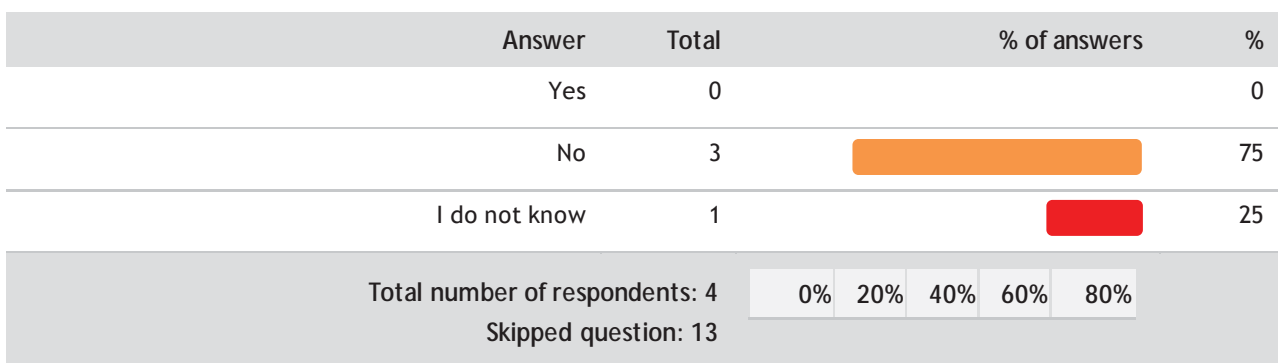 Answer Total % of answers %
Yes 0 0
No 3 75
I do not know 1 25
Total number of respondents: 4 0% 20% 40% 60% 80%
Skipped question: 13